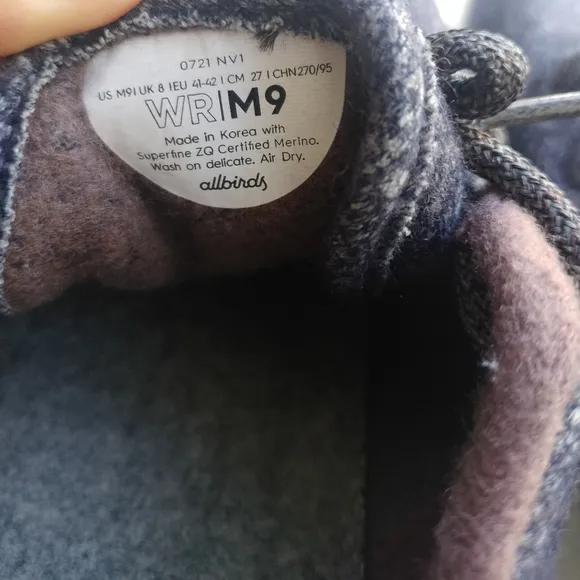 0721 NV1
US M9 | UK 8 | EU 41-42 | CM 27 | CHN270/95
WR|M9
Made in Korea with
Superfine ZQ Certified Merino.
Wash on delicate. Air Dry.
allbirds